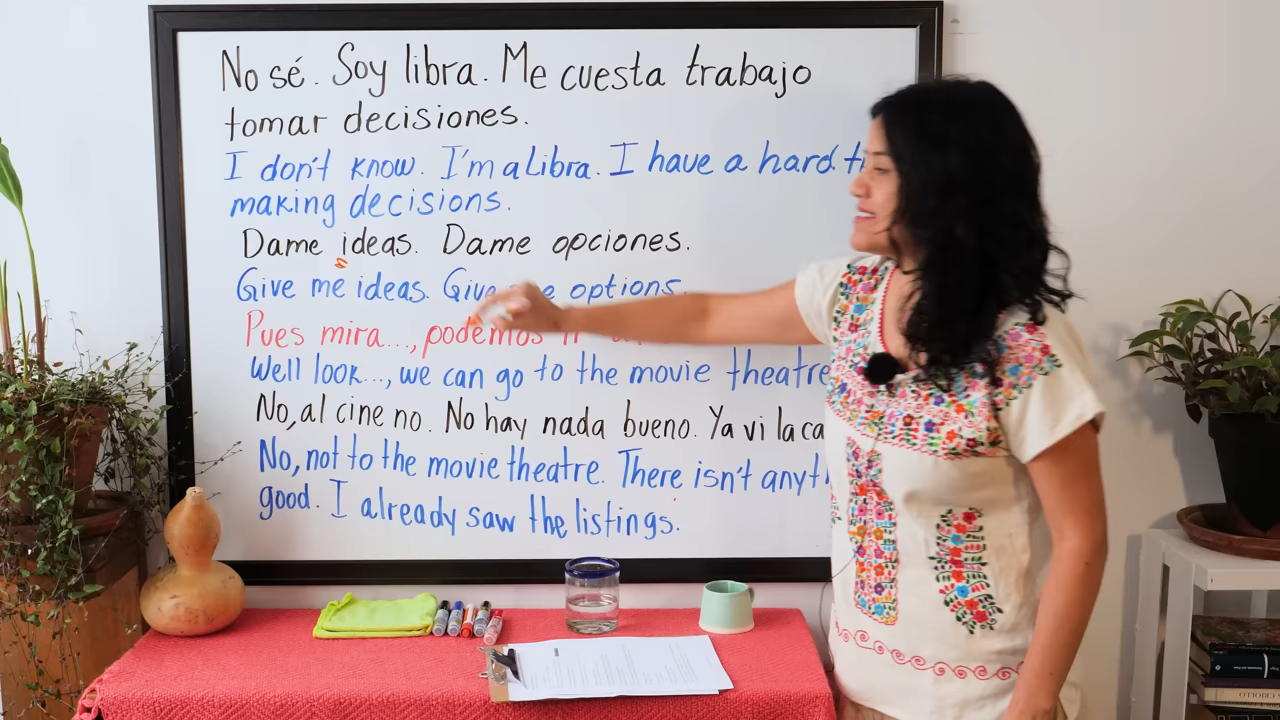 No sé. Soy libra. Me cuesta trabajo
tomar decisiones.
I don't know. I'm a Libra. I have a hard
making decisions.
Dame ideas. Dame opciones.
Give me ideas. Give me options.
Pues mira..., podemos ir
Well look..., we can go to the movie theatre
No, al cine no. No hay nada bueno. Ya vi la
No, not to the movie theatre. There isn't
good. I already saw the listings.